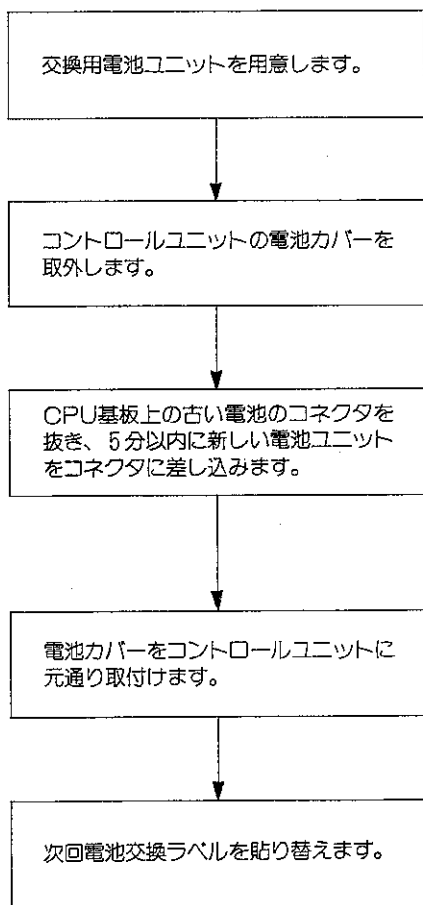 交換用電池ユニットを用意します。
コントロールユニットの電池カバーを
取外します。
CPU基板上の古い電池のコネクタを
抜き、5分以内に新しい電池ユニット
をコネクタに差し込みます。
電池カバーをコントロールユニットに
元通り取付けます。
次回電池交換ラベルを貼り替えます。